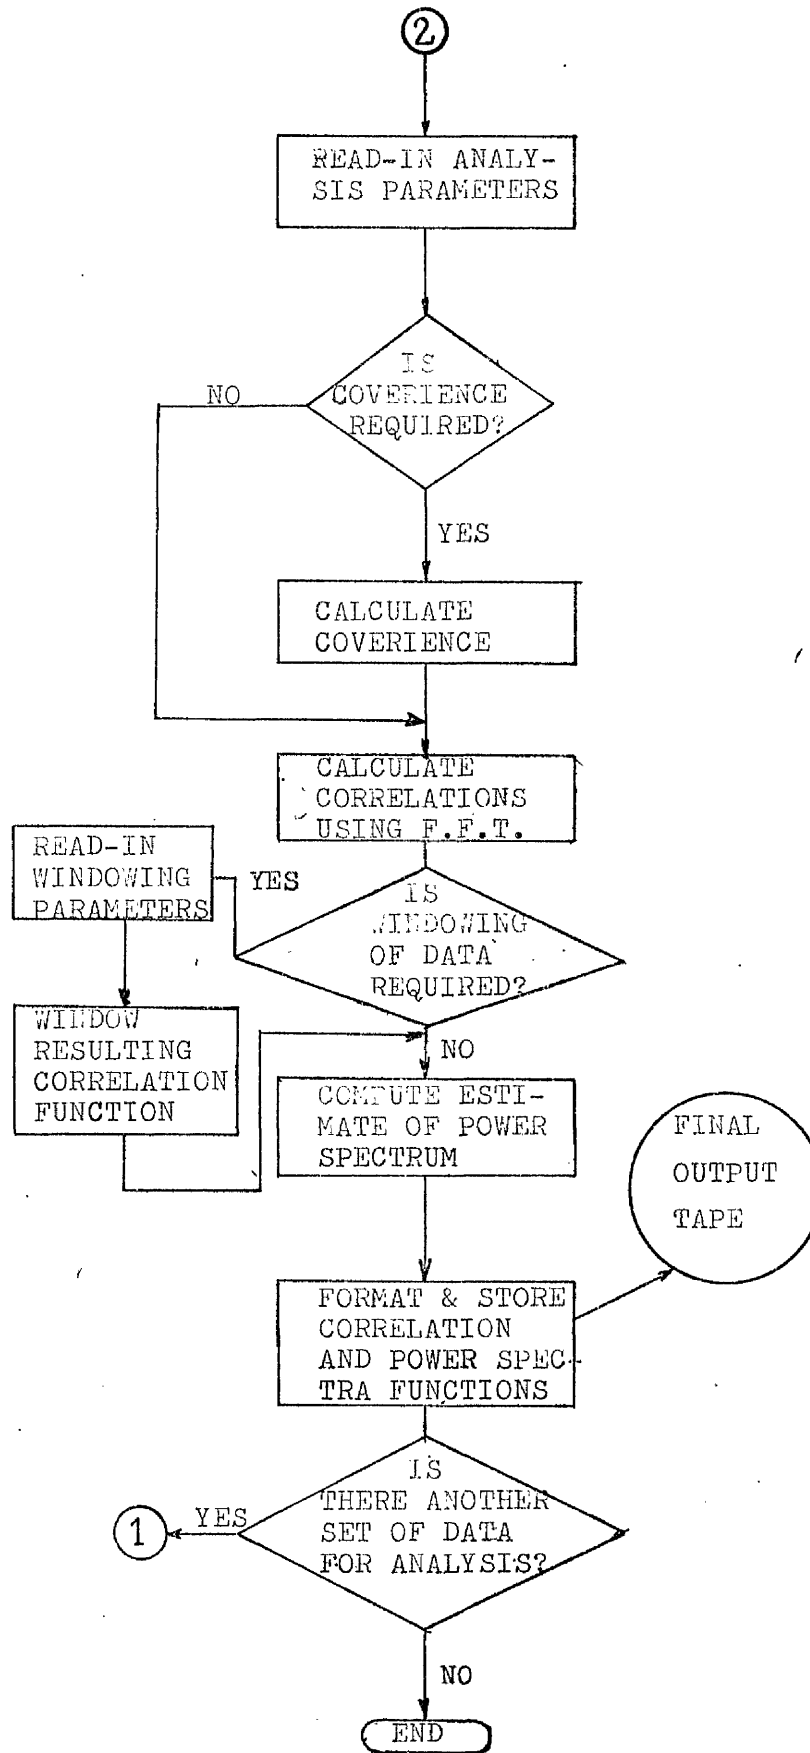 2
READ-IN ANALY-
SIS PARAMETERS
IS
COVERIENCE
REQUIRED?
NO
YES
CALCULATE
COVERIENCE
CALCULATE
CORRELATIONS
USING F.F.T.
READ-IN
WINDOWING
PARAMETERS
YES
IS
WINDOWING
OF DATA
REQUIRED?
WINDOW
RESULTING
CORRELATION
FUNCTION
NO
COMPUTE ESTI-
MATE OF POWER
SPECTRUM
FINAL
OUTPUT
TAPE
FORMAT & STORE
CORRELATION
AND POWER SPEC-
TRA FUNCTIONS
IS
THERE ANOTHER
SET OF DATA
FOR ANALYSIS?
YES
1
NO
END